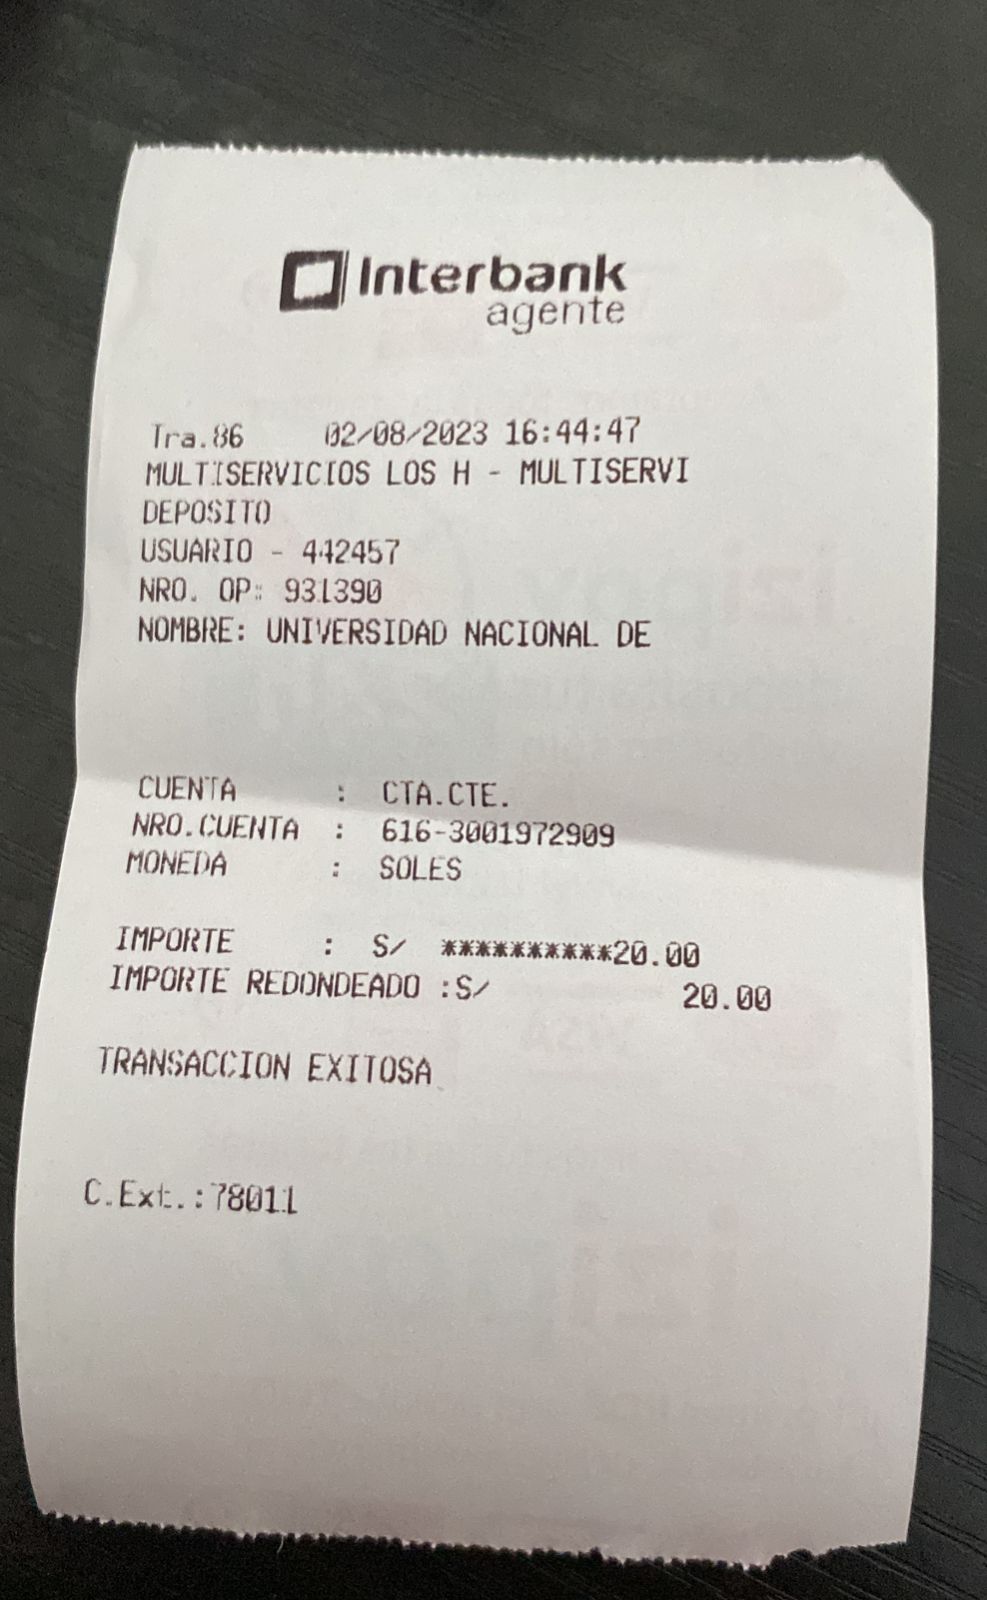 Interbank
agente
Tra.86 02/08/2023 16:44:47
MULTISERVICIOS LOS H - MULTISERVI
DEPOSITO
USUARIO - 442457
NRO. OP: 931390
NOMBRE: UNIVERSIDAD NACIONAL DE
CUENTA : CTA.CTE.
NRO.CUENTA : 616-3001972909
MONEDA : SOLES
IMPORTE : S/ **********20.00
IMPORTE REDONDEADO :S/ 20.00
TRANSACCION EXITOSA
C.Ext.:78011